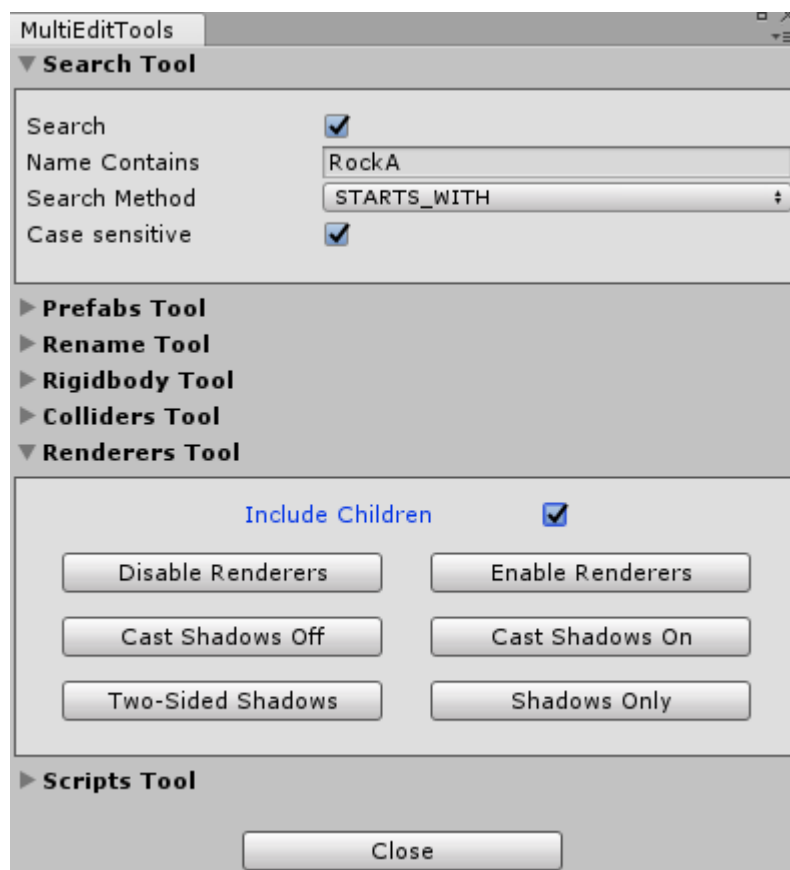 MultiEditTools
Search Tool
Search
Name Contains RockA
Search Method STARTS_WITH
Case sensitive
Prefabs Tool
Rename Tool
Rigidbody Tool
Colliders Tool
Renderers Tool
Include Children
Disable Renderers Enable Renderers
Cast Shadows Off Cast Shadows On
Two-Sided Shadows Shadows Only
Scripts Tool
Close